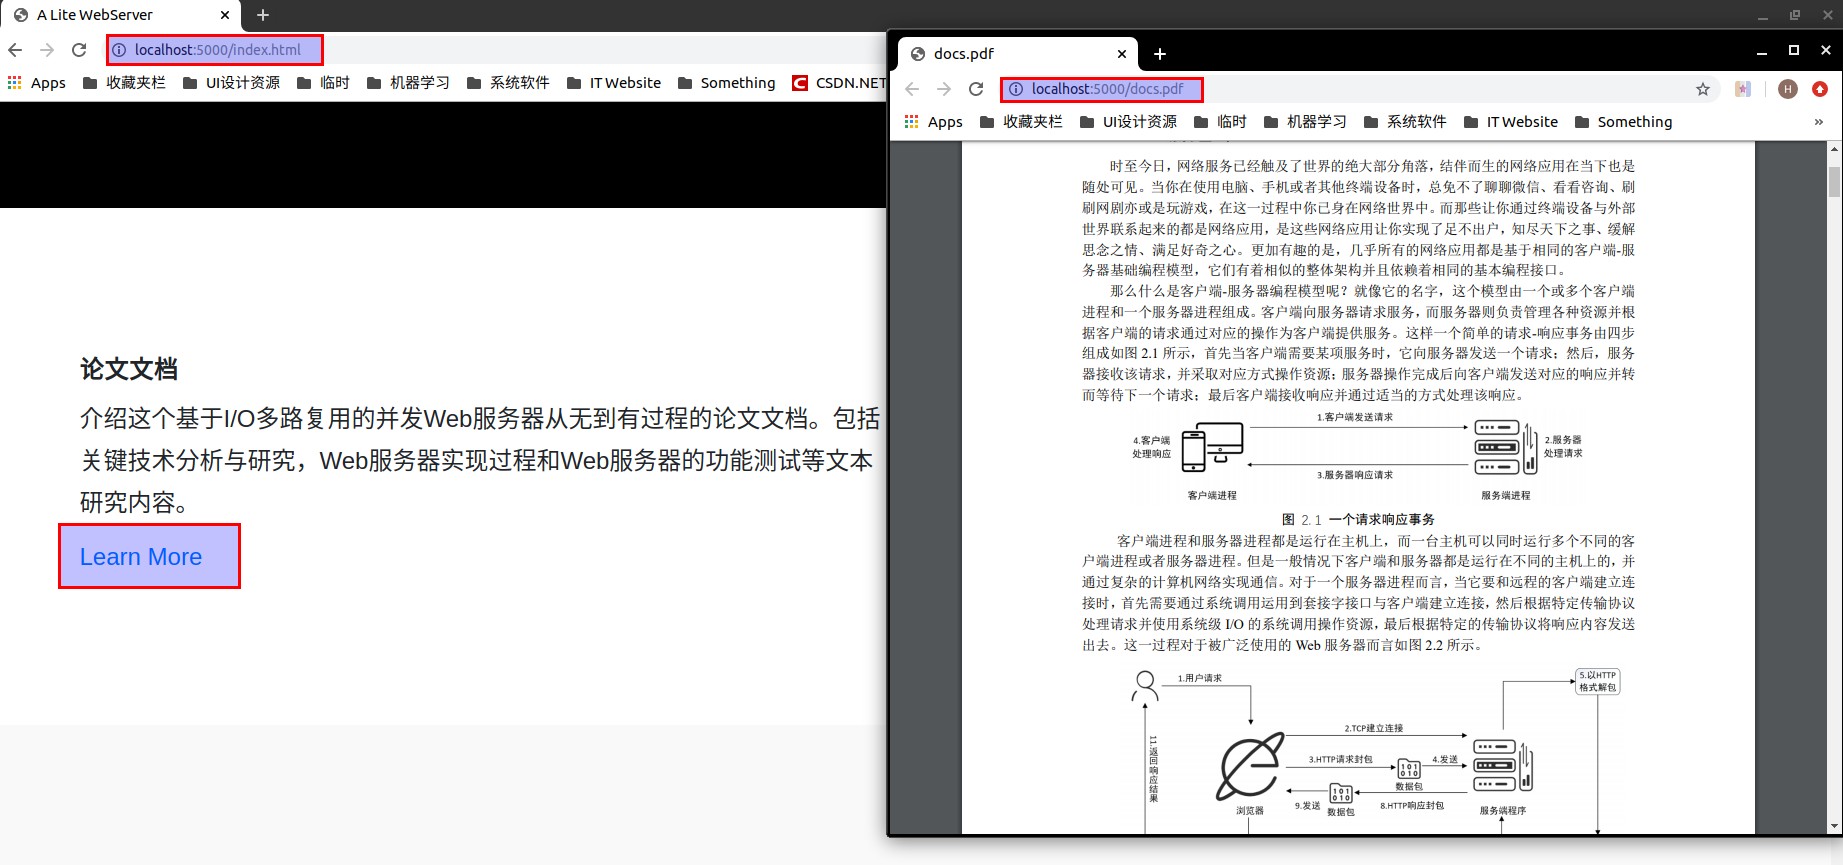 A Lite WebServer
localhost:5000/index.html
Apps 收藏夹栏 UI设计资源 临时 机器学习 系统软件 IT Website Something CSDN.NET
论文文档
介绍这个基于I/O多路复用的并发Web服务器从无到有过程的论文文档。包括
关键技术分析与研究，Web服务器实现过程和Web服务器的功能测试等文本
研究内容。
Learn More
docs.pdf
localhost:5000/docs.pdf
H
Apps 收藏夹栏 UI设计资源 临时 机器学习 系统软件 IT Website Something »
时至今日，网络服务已经触及了世界的绝大部分角落，结伴而生的网络应用在当下也是
随处可见。当你在使用电脑、手机或者其他终端设备时，总免不了聊聊微信、看看咨询、刷
刷网剧亦或是玩游戏，在这一过程中你已身在网络世界中。而那些让你通过终端设备与外部
世界联系起来的都是网络应用，是这些网络应用让你实现了足不出户，知尽天下之事、缓解
思念之情、满足好奇之心。更加有趣的是，几乎所有的网络应用都是基于相同的客户端-服
务器基础编程模型，它们有着相似的整体架构并且依赖着相同的基本编程接口。
那么什么是客户端-服务器编程模型呢？就像它的名字，这个模型由一个或多个客户端
进程和一个服务器进程组成。客户端向服务器请求服务，而服务器则负责管理各种资源并根
据客户端的请求通过对应的操作为客户端提供服务。这样一个简单的请求-响应事务由四步
组成如图 2.1 所示，首先当客户端需要某项服务时，它向服务器发送一个请求；然后，服务
器接收该请求，并采取对应方式操作资源；服务器操作完成后向客户端发送对应的响应并转
而等待下一个请求；最后客户端接收响应并通过适当的方式处理该响应。
1.客户端发送请求
4.客户端
处理响应
2.服务器
处理请求
3.服务器响应请求
客户端进程
服务端进程
图 2.1 一个请求响应事务
客户端进程和服务器进程都是运行在主机上，而一台主机可以同时运行多个不同的客
户端进程或者服务器进程。但是一般情况下客户端和服务器都是运行在不同的主机上的，并
通过复杂的计算机网络实现通信。对于一个服务器进程而言，当它要和远程的客户端建立连
接时，首先需要通过系统调用运用到套接字接口与客户端建立连接，然后根据特定传输协议
处理请求并使用系统级 I/O 的系统调用操作资源，最后根据特定的传输协议将响应内容发送
出去。这一过程对于被广泛使用的 Web 服务器而言如图 2.2 所示。
1.用户请求
5.以HTTP
格式解包
2.TCP建立连接
11.返回响应结果
3.HTTP请求封包
4.发送
101
010
数据包
101
010
9.发送
数据包
8.HTTP响应封包
浏览器
服务端程序